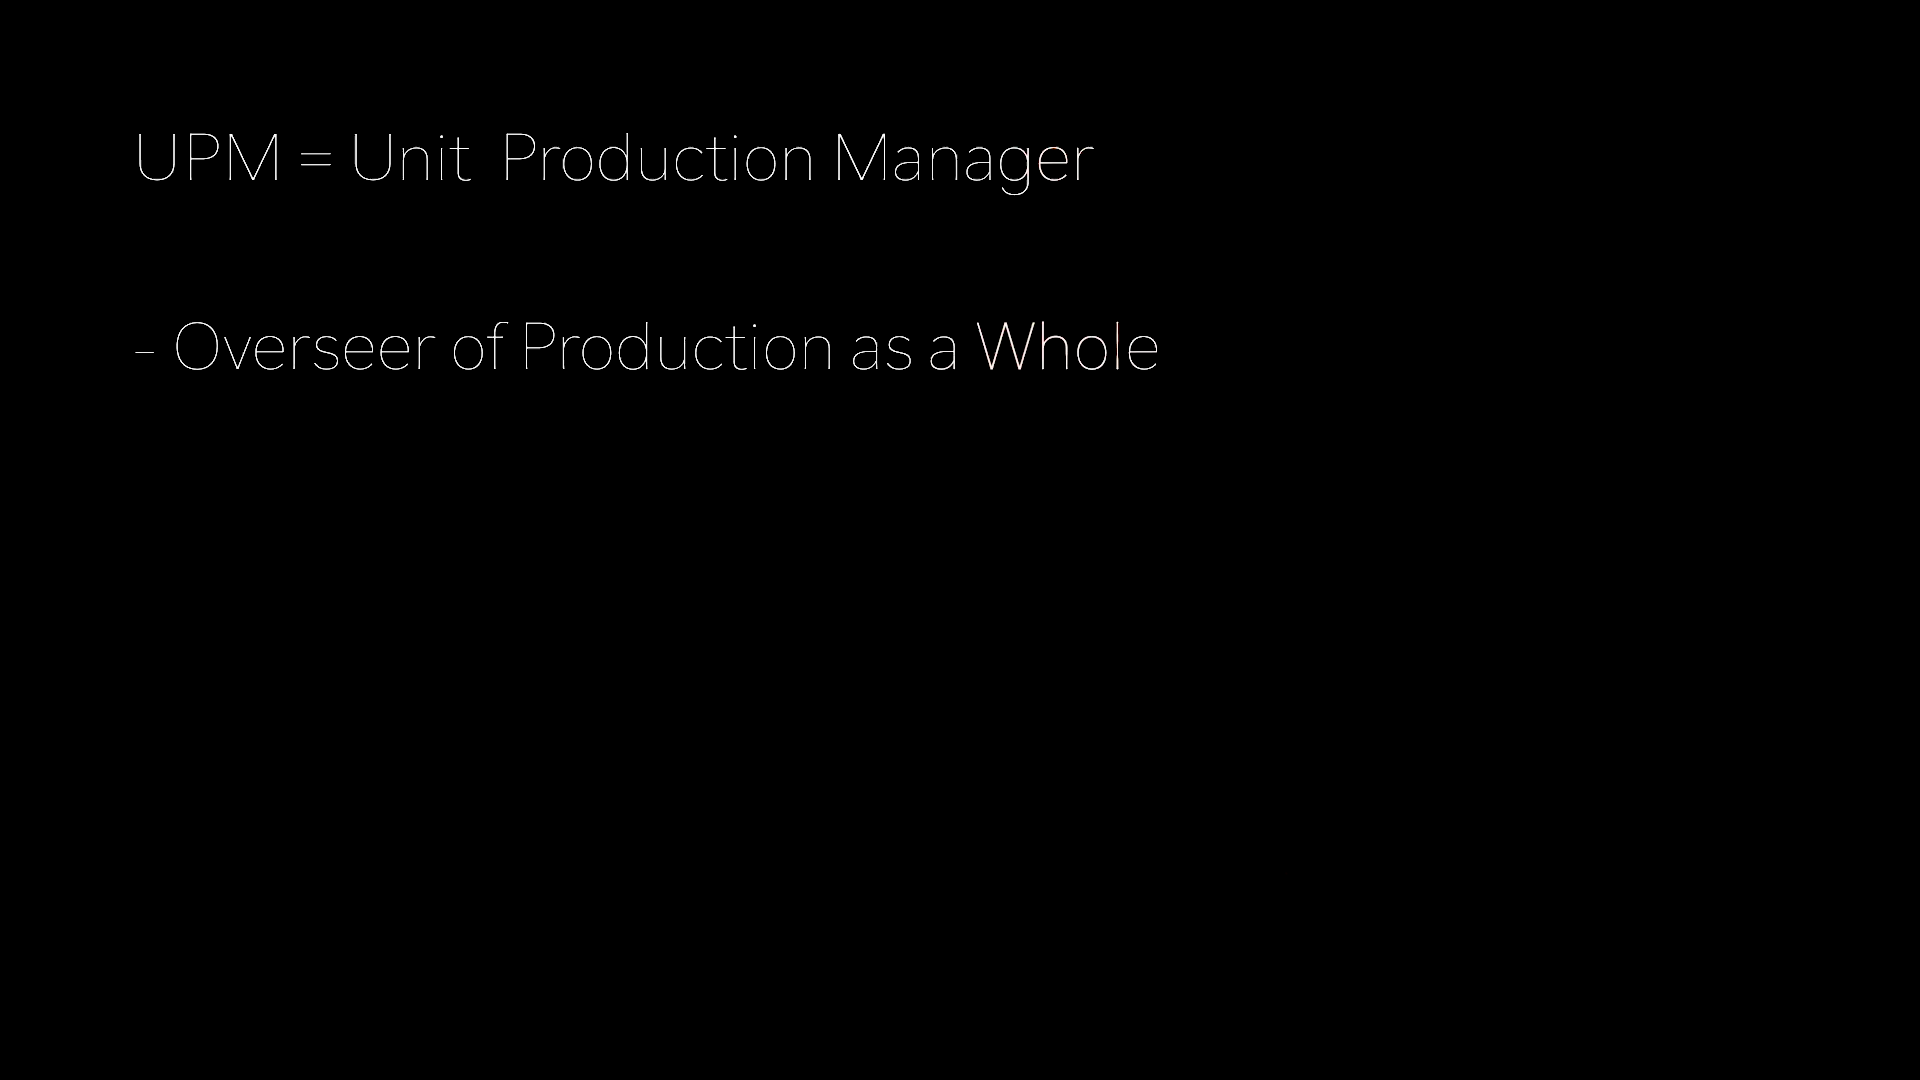 UPM = Unit  Production Manager
- Overseer of Production as a Whole